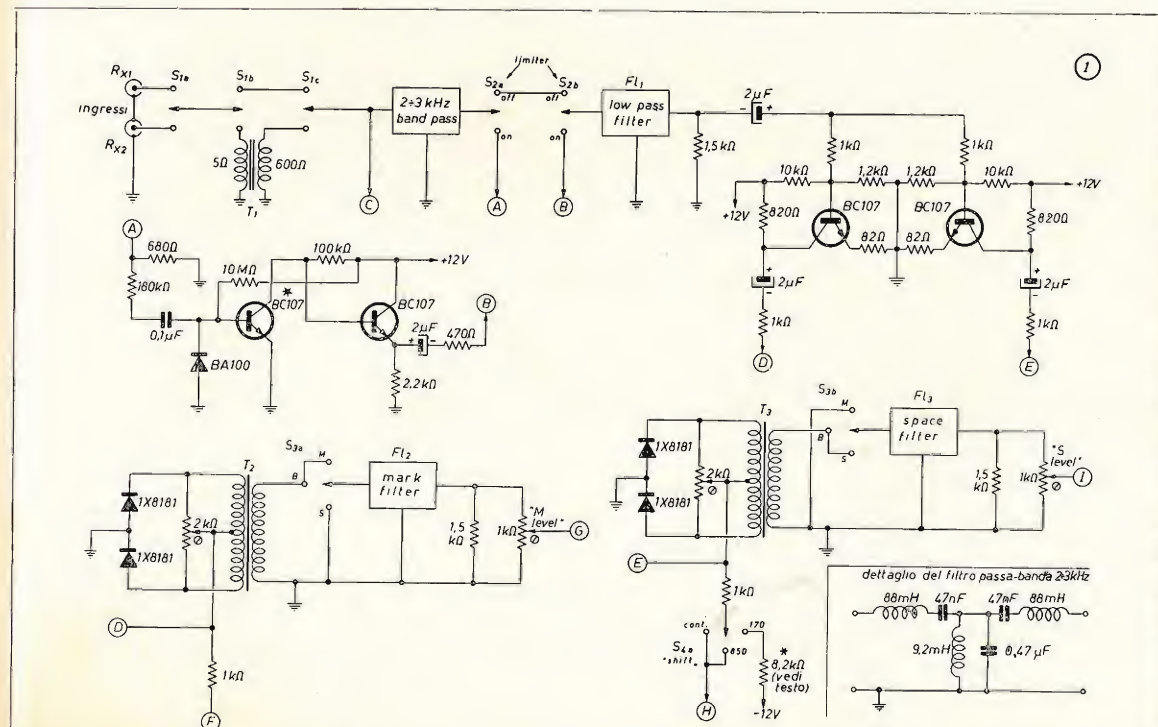 1
RX1
S1a
S1b
S1c
ingressi
RX2
5Ω
600Ω
T1
C
2÷3 kHz
band pass
limiter
S2a
S2b
off
off
on
on
A
B
Fl1
low pass
filter
1,5 kΩ
2µF
- +
1kΩ
1kΩ
10kΩ
1,2kΩ
1,2kΩ
10kΩ
+12V
+12V
820Ω
BC107
BC107
820Ω
82Ω
82Ω
+
2µF
-
+
2µF
-
1kΩ
1kΩ
D
E
A
680Ω
180kΩ
100kΩ
10MΩ
+12V
*
BC107
BC107
0,1µF
BA100
2µF
+ -
470Ω
B
2,2kΩ
1X8181
1X8181
2kΩ
T2
S3a
M
B
S
Fl2
mark
filter
1,5
kΩ
1kΩ
"M
level"
G
D
1kΩ
F
1X8181
1X8181
2kΩ
T3
S3b
M
B
S
Fl3
space
filter
1,5
kΩ
1kΩ
"S
level"
I
E
1kΩ
cont.
170
850
S4a
"shift"
*
8,2kΩ
(vedi
testo)
-12V
H
dettaglio del filtro passa-banda 2÷3kHz
88mH
47nF
47nF
88mH
9,2mH
0,47µF